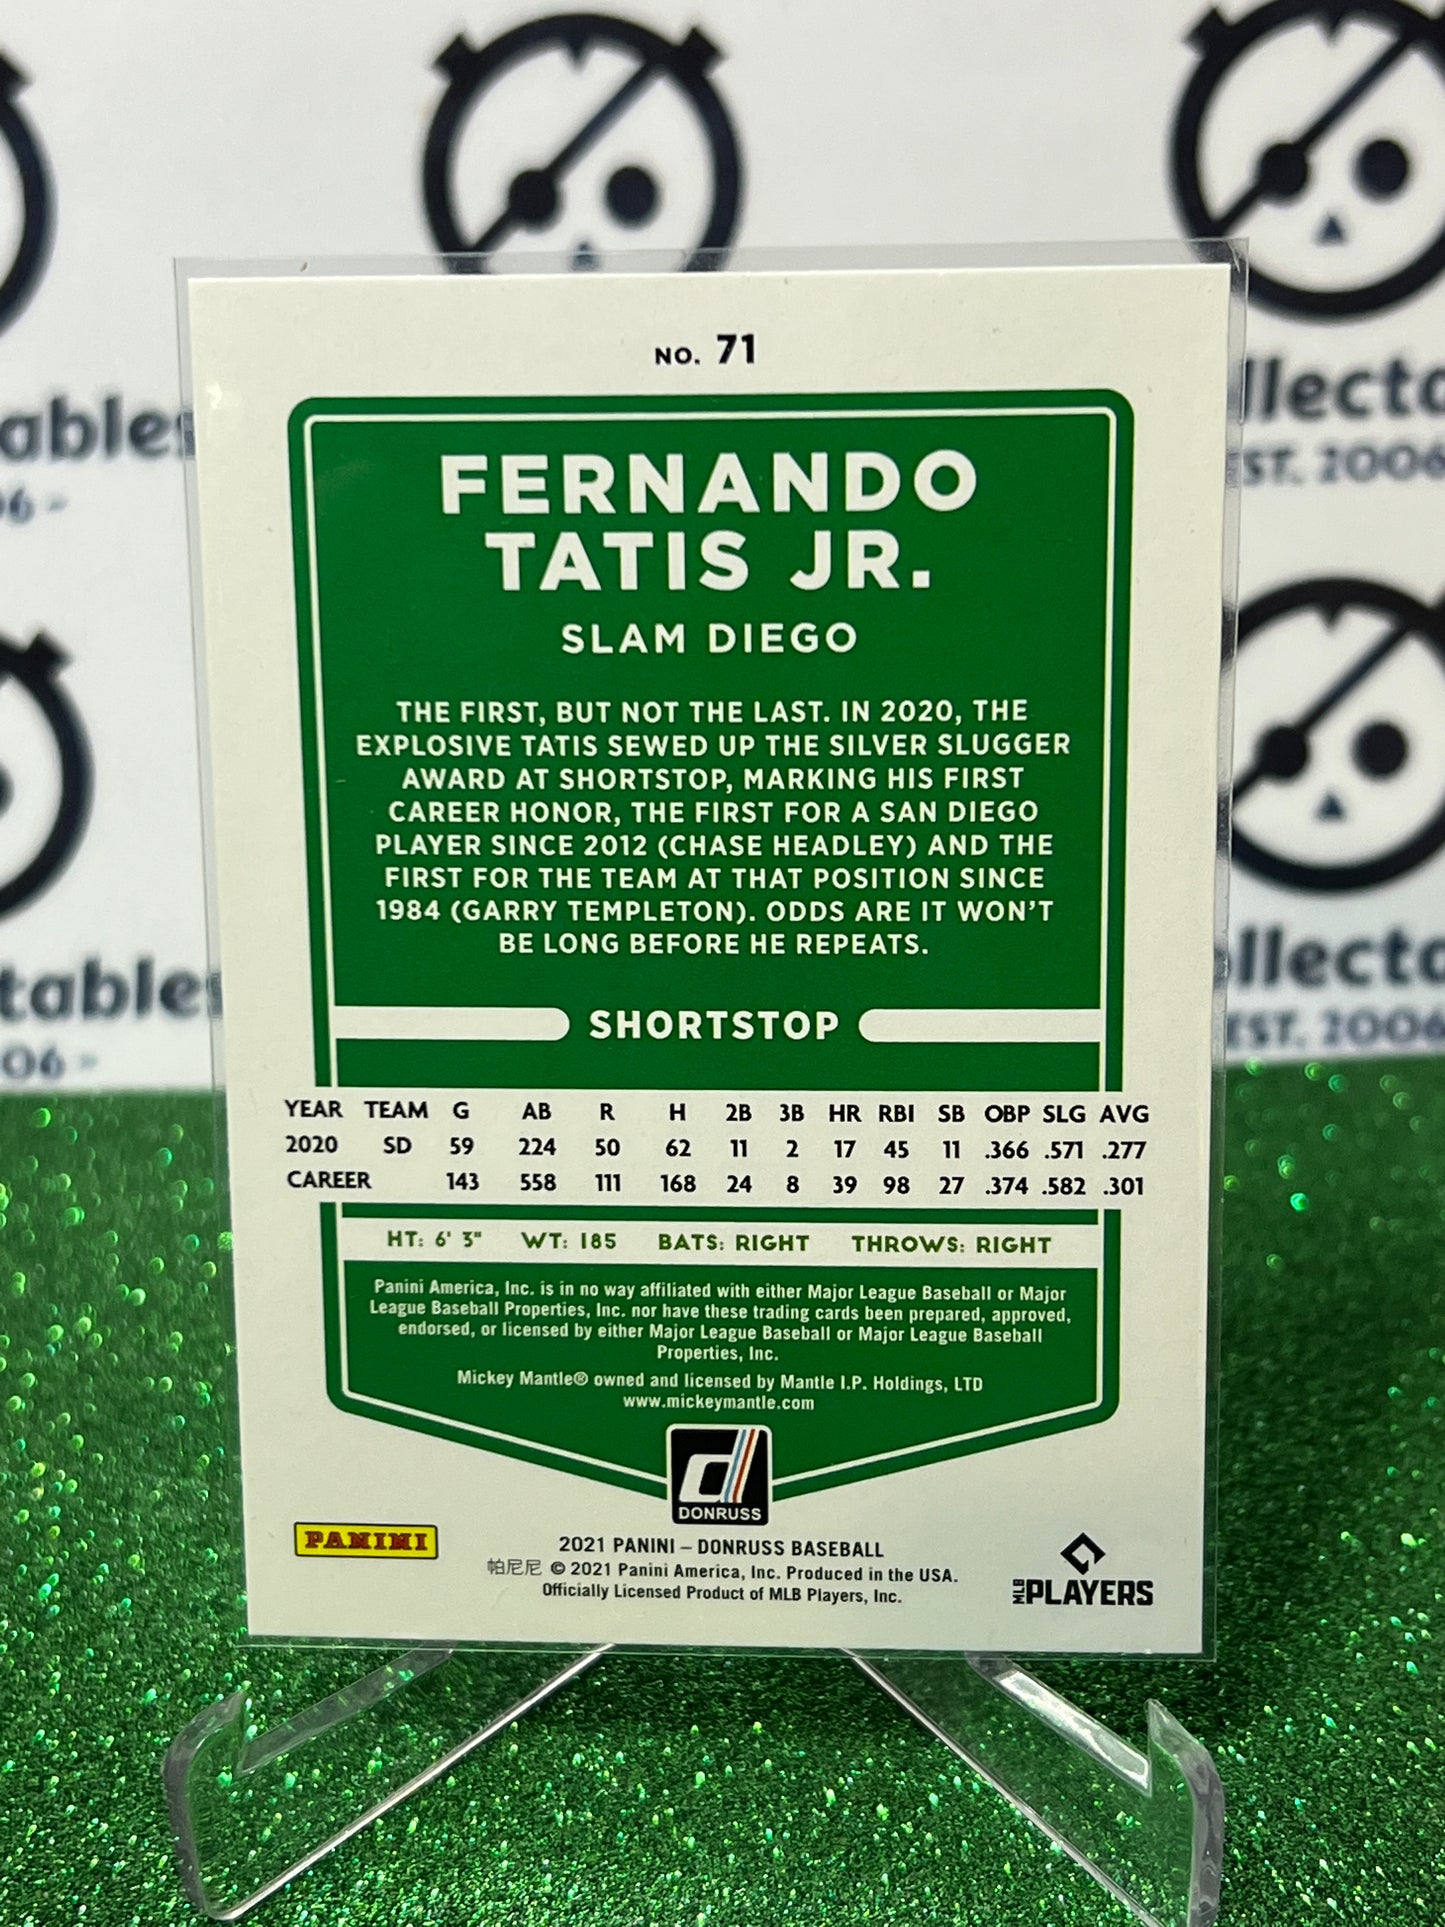 NO. 71
FERNANDO
TATIS JR.
SLAM DIEGO
THE FIRST, BUT NOT THE LAST. IN 2020, THE
EXPLOSIVE TATIS SEWED UP THE SILVER SLUGGER
AWARD AT SHORTSTOP, MARKING HIS FIRST
CAREER HONOR, THE FIRST FOR A SAN DIEGO
PLAYER SINCE 2012 (CHASE HEADLEY) AND THE
FIRST FOR THE TEAM AT THAT POSITION SINCE
1984 (GARRY TEMPLETON). ODDS ARE IT WON'T
BE LONG BEFORE HE REPEATS.
SHORTSTOP
YEAR TEAM G AB R H 2B 3B HR RBI SB OBP SLG AVG
2020 SD 59 224 50 62 11 2 17 45 11 .366 .571 .277
CAREER 143 558 111 168 24 8 39 98 27 .374 .582 .301
HT: 6' 3" WT: 185 BATS: RIGHT THROWS: RIGHT
Panini America, Inc. is in no way affiliated with either Major League Baseball or Major
League Baseball Properties, Inc. nor have these trading cards been prepared, approved,
endorsed, or licensed by either Major League Baseball or Major League Baseball
Properties, Inc.
Mickey Mantle® owned and licensed by Mantle I.P. Holdings, LTD
www.mickeymantle.com
DONRUSS
PANINI
2021 PANINI – DONRUSS BASEBALL
帕尼尼 © 2021 Panini America, Inc. Produced in the USA.
Officially Licensed Product of MLB Players, Inc.
MLB PLAYERS
ables
06 -
llecta
EST. 2006
tables
006 -
llecta
EST. 2006